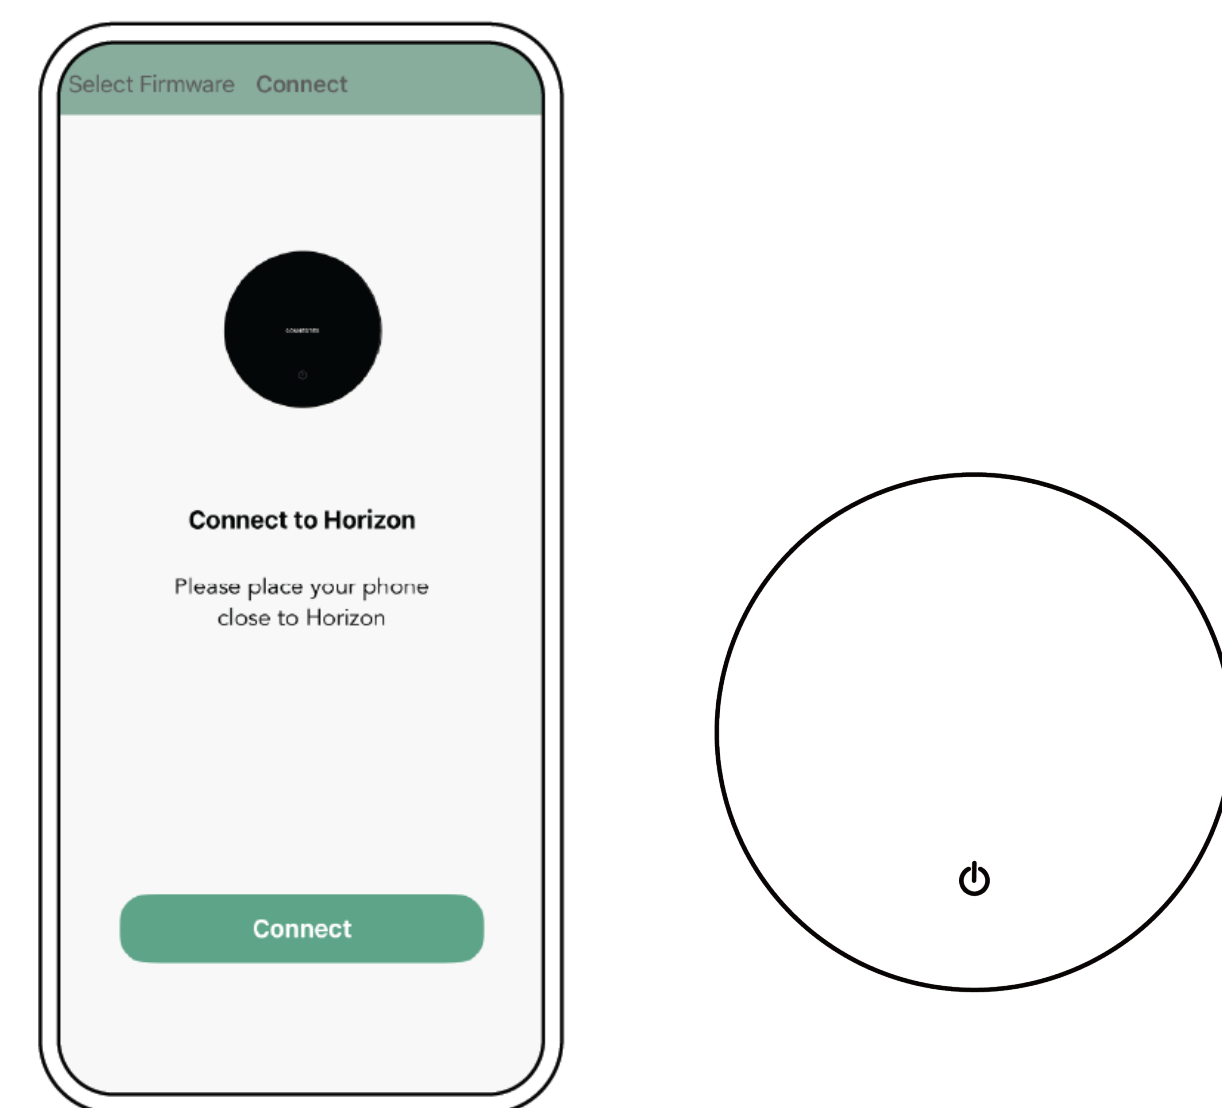 Select Firmware Connect
Connect to Horizon
Please place your phone
close to Horizon
Connect